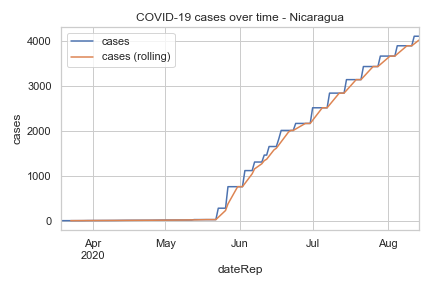 COVID-19 cases over time - Nicaragua
cases
cases (rolling)
4000
3000
2000
1000
0
cases
Apr
2020
May
Jun
Jul
Aug
dateRep